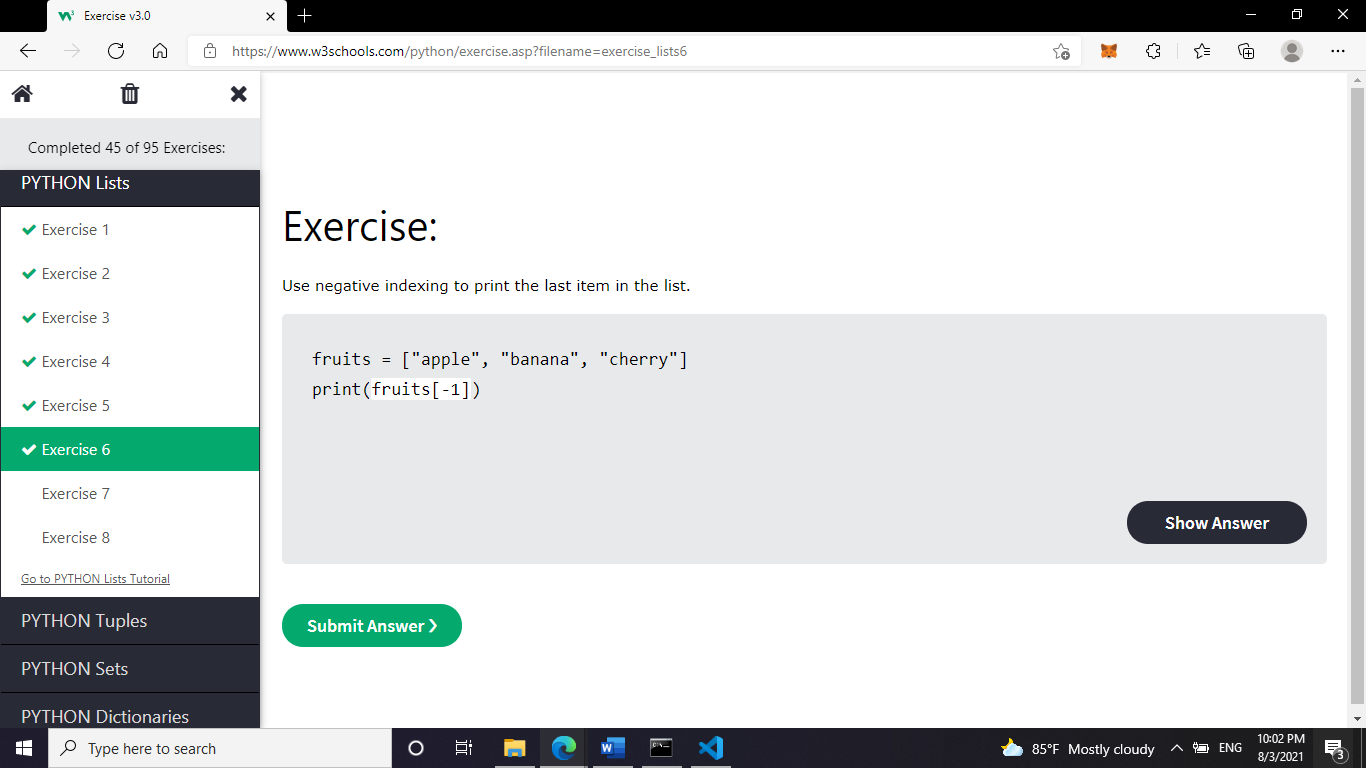 Exercise v3.0
https://www.w3schools.com/python/exercise.asp?filename=exercise_lists6
Completed 45 of 95 Exercises:
PYTHON Lists
Exercise 1
Exercise 2
Exercise 3
Exercise 4
Exercise 5
Exercise 6
Exercise 7
Exercise 8
Go to PYTHON Lists Tutorial
PYTHON Tuples
PYTHON Sets
PYTHON Dictionaries
Exercise:
Use negative indexing to print the last item in the list.
fruits = ["apple", "banana", "cherry"]
print(fruits[-1])
Show Answer
Submit Answer ❯
Type here to search
85°F Mostly cloudy
ENG
10:02 PM
8/3/2021
3